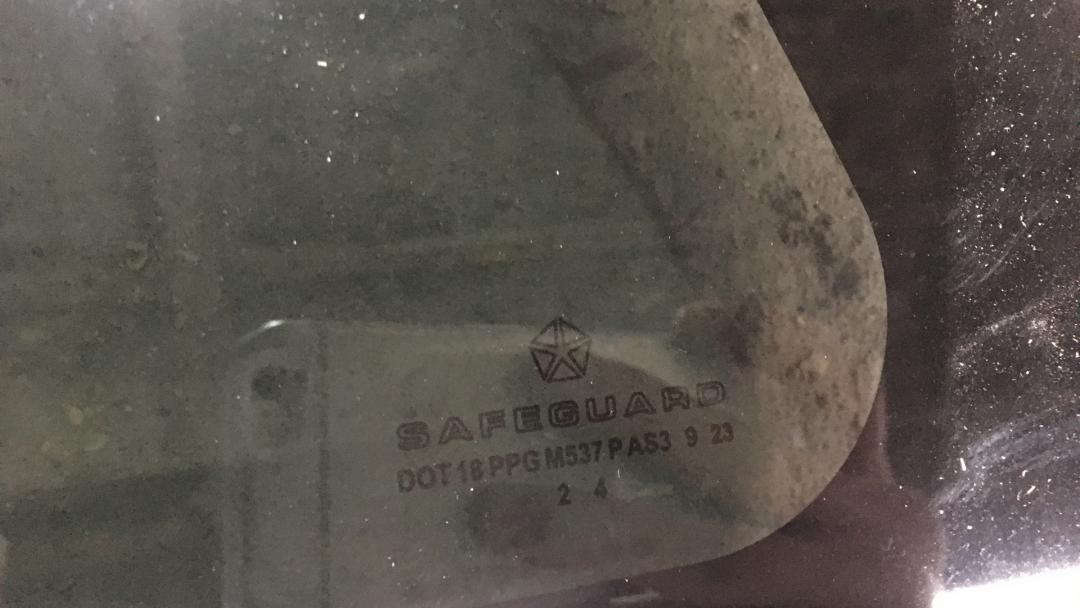 SAFEGUARD
DOT 18 PPG M537 P AS3 9 23
2 4